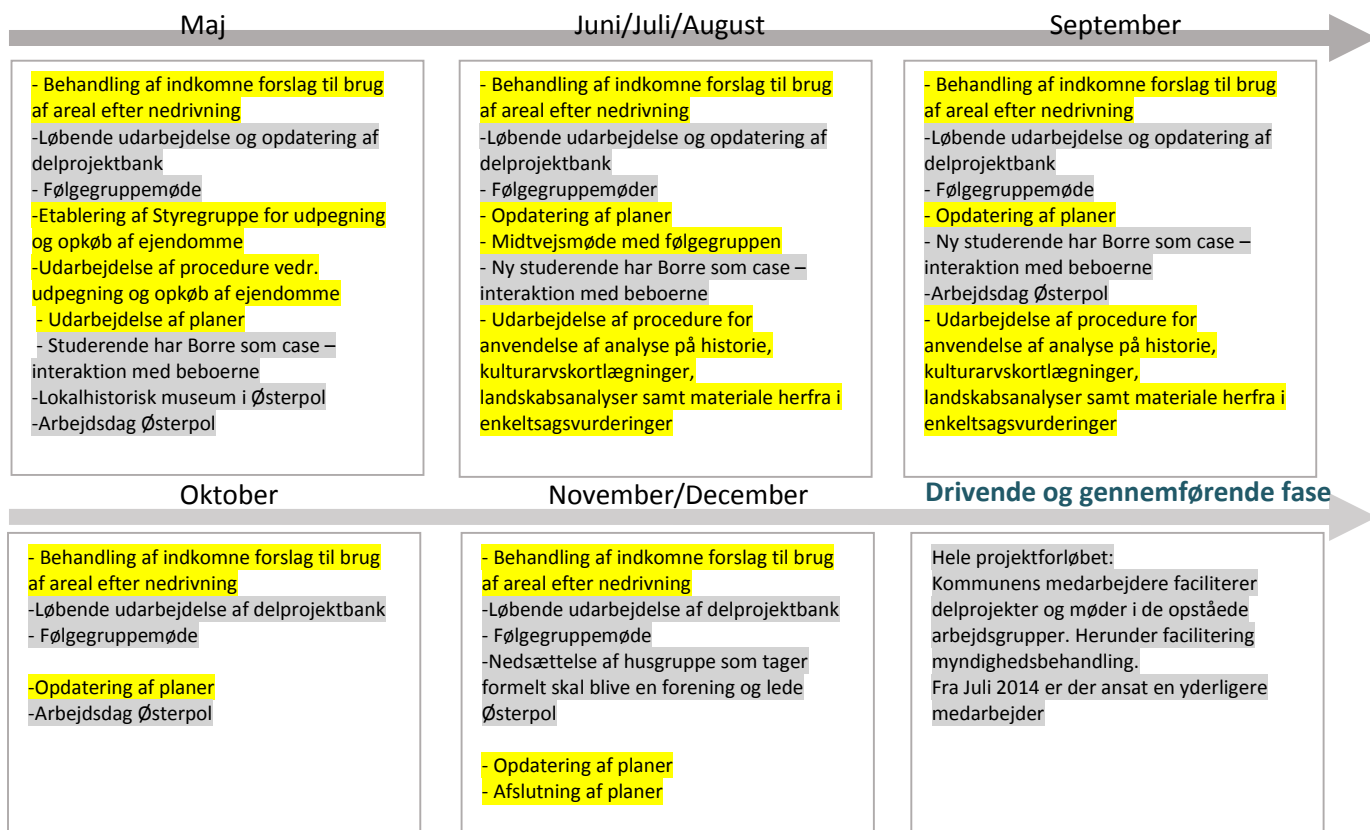 Maj
Juni/Juli/August
September
- Behandling af indkomne forslag til brug
af areal efter nedrivning
-Løbende udarbejdelse og opdatering af
delprojektbank
- Følgegruppemøde
-Etablering af Styregruppe for udpegning
og opkøb af ejendomme
-Udarbejdelse af procedure vedr.
udpegning og opkøb af ejendomme
- Udarbejdelse af planer
- Studerende har Borre som case –
interaktion med beboerne
-Lokalhistorisk museum i Østerpol
-Arbejdsdag Østerpol
- Behandling af indkomne forslag til brug
af areal efter nedrivning
-Løbende udarbejdelse og opdatering af
delprojektbank
- Følgegruppemøder
- Opdatering af planer
- Midtvejsmøde med følgegruppen
- Ny studerende har Borre som case –
interaktion med beboerne
- Udarbejdelse af procedure for
anvendelse af analyse på historie,
kulturarvskortlægninger,
landskabsanalyser samt materiale herfra i
enkeltsagsvurderinger
- Behandling af indkomne forslag til brug
af areal efter nedrivning
-Løbende udarbejdelse og opdatering af
delprojektbank
- Følgegruppemøde
- Opdatering af planer
- Ny studerende har Borre som case –
interaktion med beboerne
-Arbejdsdag Østerpol
- Udarbejdelse af procedure for
anvendelse af analyse på historie,
kulturarvskortlægninger,
landskabsanalyser samt materiale herfra i
enkeltsagsvurderinger
Oktober
November/December
Drivende og gennemførende fase
- Behandling af indkomne forslag til brug
af areal efter nedrivning
-Løbende udarbejdelse af delprojektbank
- Følgegruppemøde
-Opdatering af planer
-Arbejdsdag Østerpol
- Behandling af indkomne forslag til brug
af areal efter nedrivning
-Løbende udarbejdelse af delprojektbank
- Følgegruppemøde
-Nedsættelse af husgruppe som tager
formelt skal blive en forening og lede
Østerpol
- Opdatering af planer
- Afslutning af planer
Hele projektforløbet:
Kommunens medarbejdere faciliterer
delprojekter og møder i de opståede
arbejdsgrupper. Herunder facilitering
myndighedsbehandling.
Fra Juli 2014 er der ansat en yderligere
medarbejder